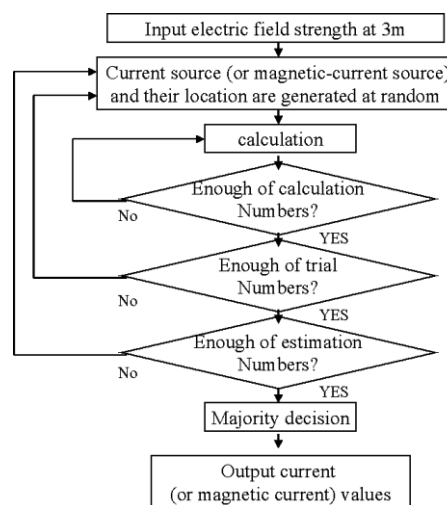 Input electric field strength at 3m
Current source (or magnetic-current source)
and their location are generated at random
calculation
Enough of calculation
Numbers?
No
YES
Enough of trial
Numbers?
No
YES
Enough of estimation
Numbers?
No
YES
Majority decision
Output current
(or magnetic current) values